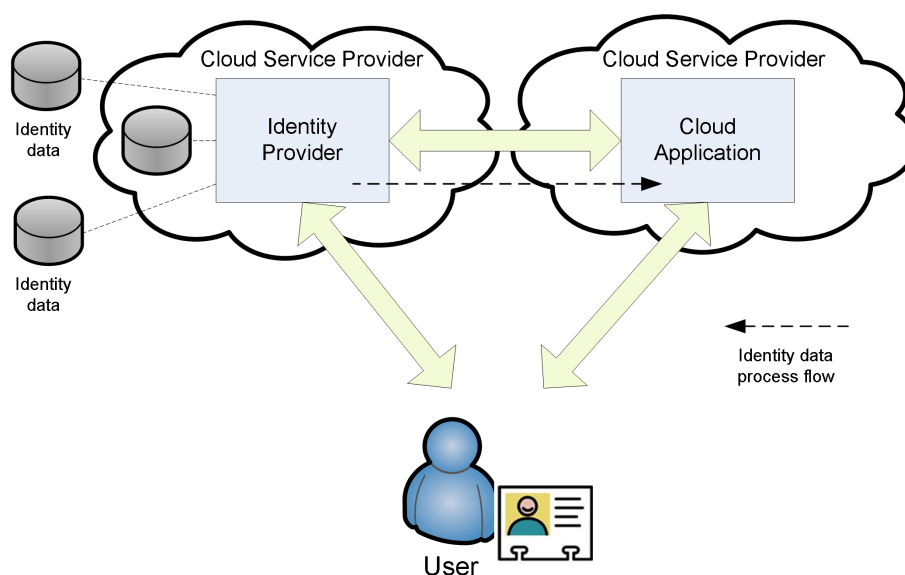 Cloud Service Provider
Cloud Service Provider
Identity
data
Identity
Provider
Cloud
Application
Identity
data
Identity data
process flow
User